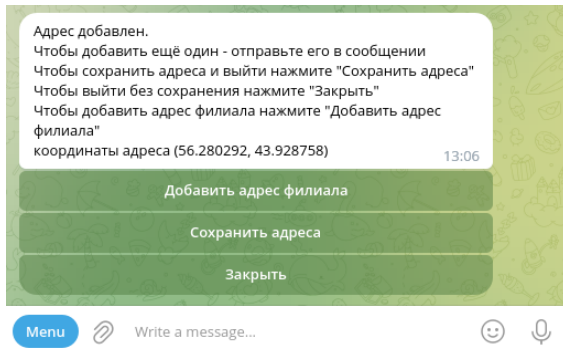 Адрес добавлен.
Чтобы добавить ещё один - отправьте его в сообщении
Чтобы сохранить адреса и выйти нажмите "Сохранить адреса"
Чтобы выйти без сохранения нажмите "Закрыть"
Чтобы добавить адрес филиала нажмите "Добавить адрес
филиала"
координаты адреса (56.280292, 43.928758)
13:06
Добавить адрес филиала
Сохранить адреса
Закрыть
Menu
Write a message...